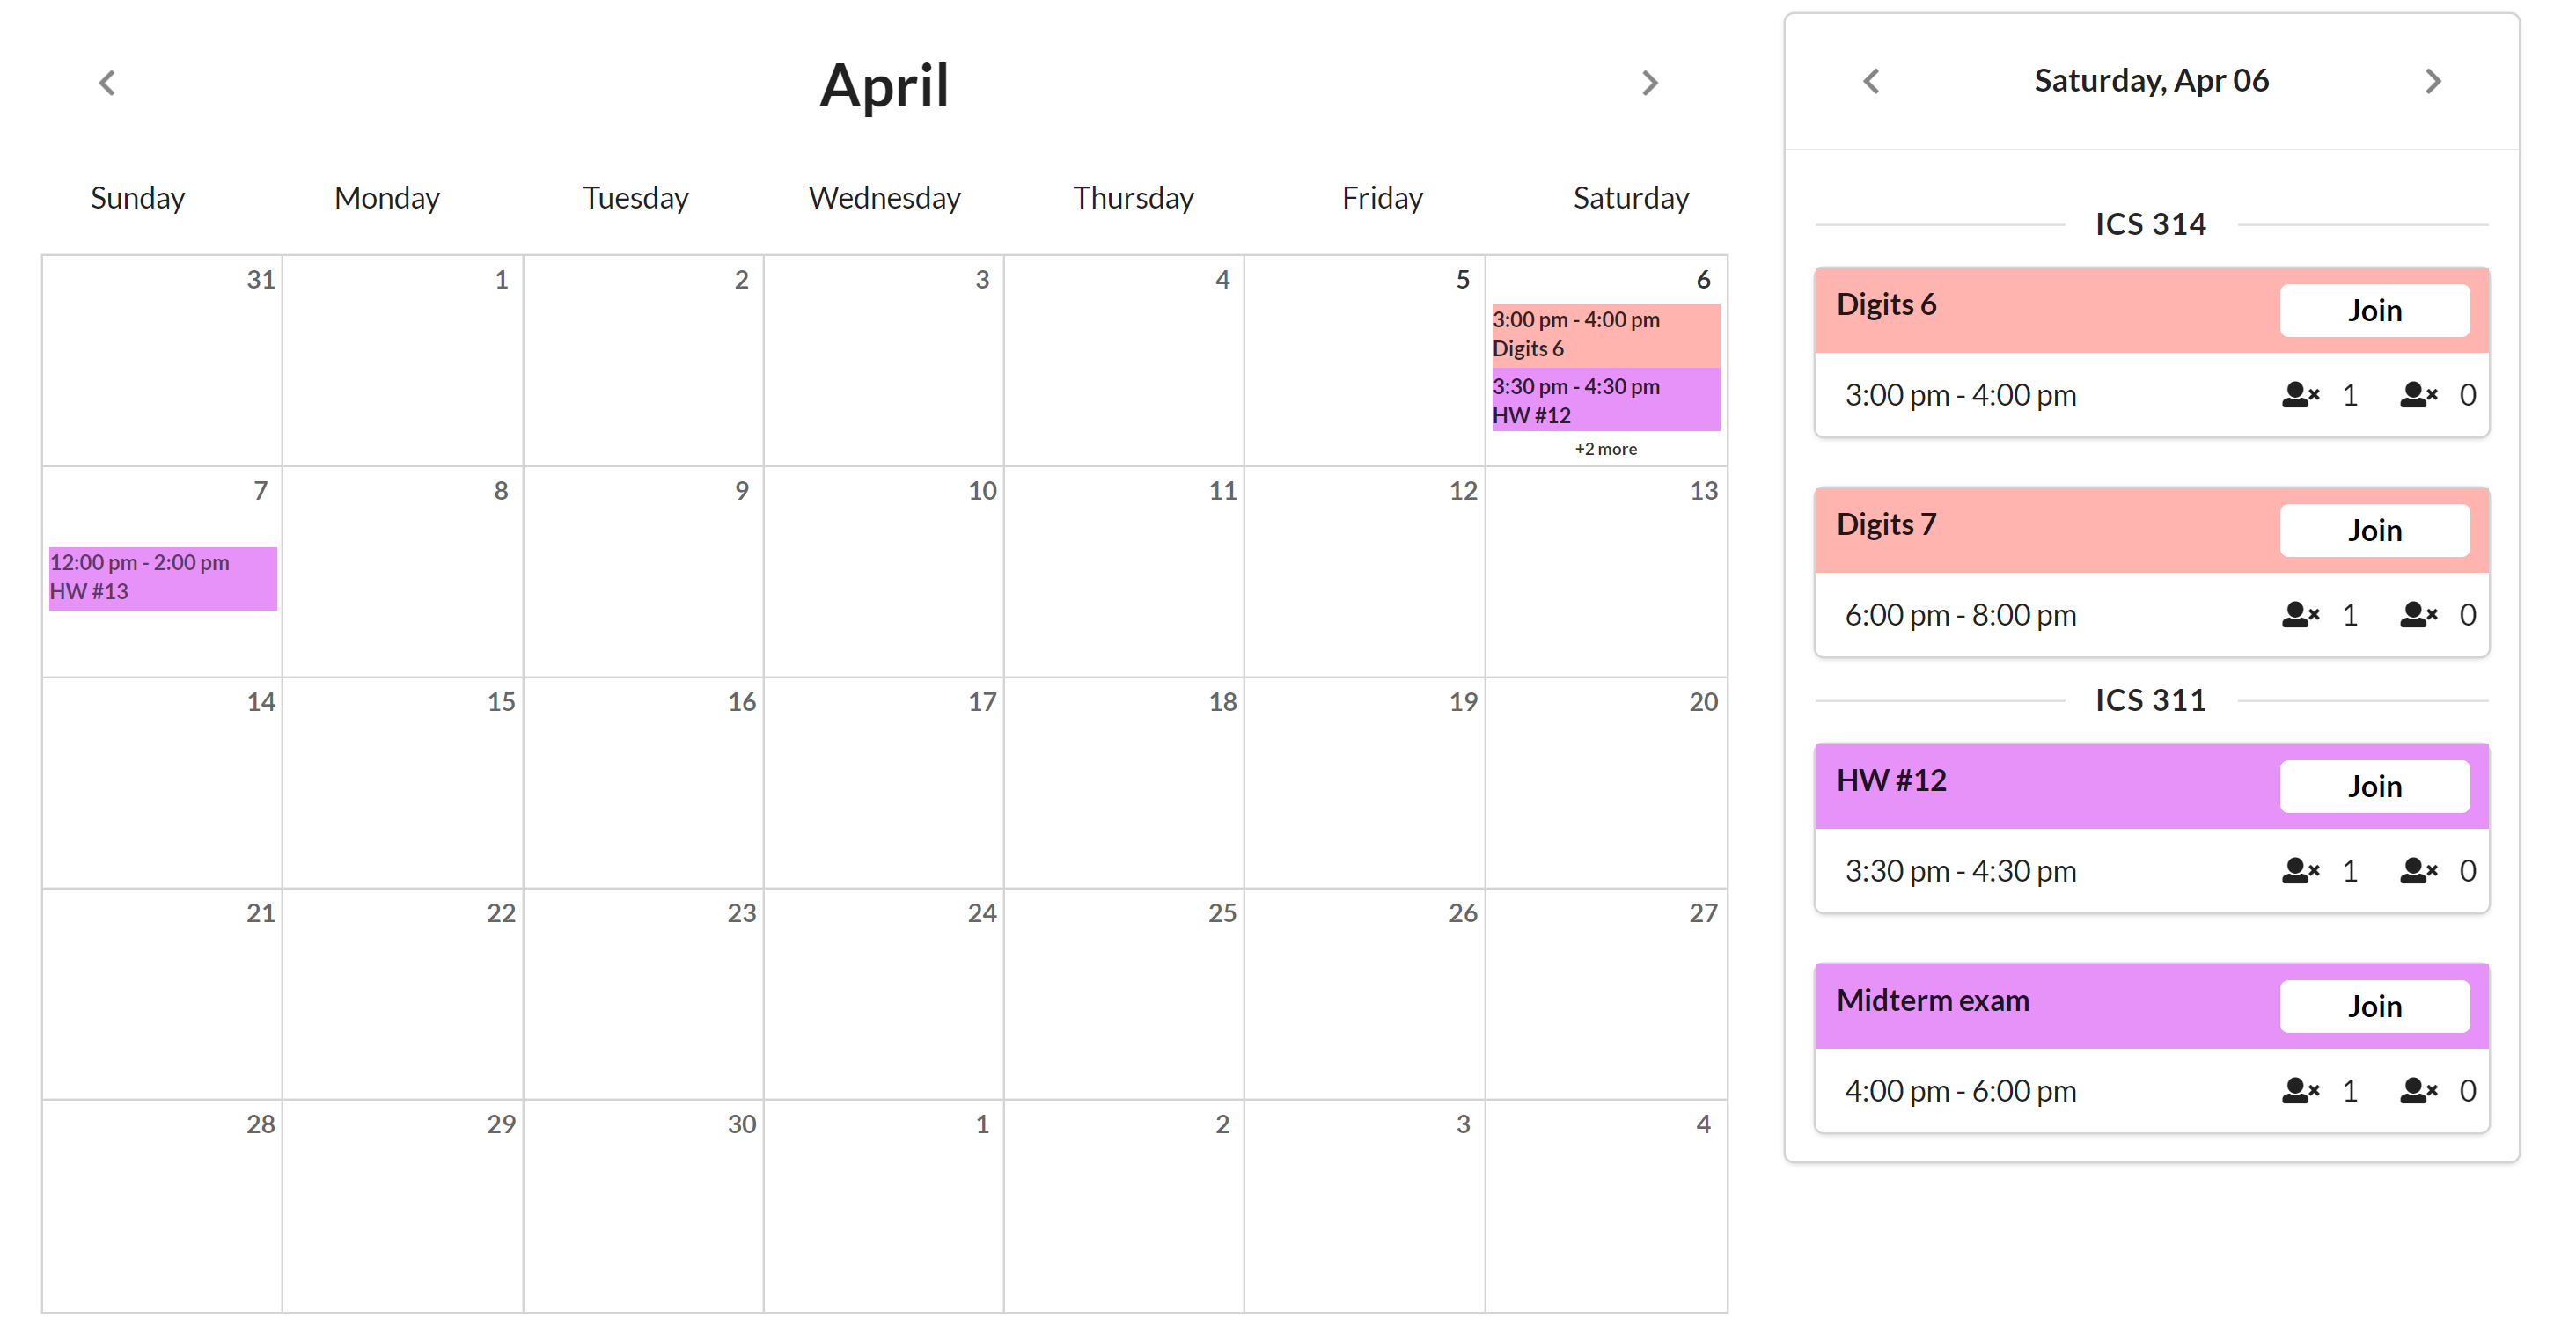 April
Sunday Monday Tuesday Wednesday Thursday Friday Saturday
31 1 2 3 4 5 6
3:00 pm - 4:00 pm
Digits 6
3:30 pm - 4:30 pm
HW #12
+2 more
7 8 9 10 11 12 13
12:00 pm - 2:00 pm
HW #13
14 15 16 17 18 19 20
21 22 23 24 25 26 27
28 29 30 1 2 3 4
Saturday, Apr 06
ICS 314
Digits 6 Join
3:00 pm - 4:00 pm 1 0
Digits 7 Join
6:00 pm - 8:00 pm 1 0
ICS 311
HW #12 Join
3:30 pm - 4:30 pm 1 0
Midterm exam Join
4:00 pm - 6:00 pm 1 0